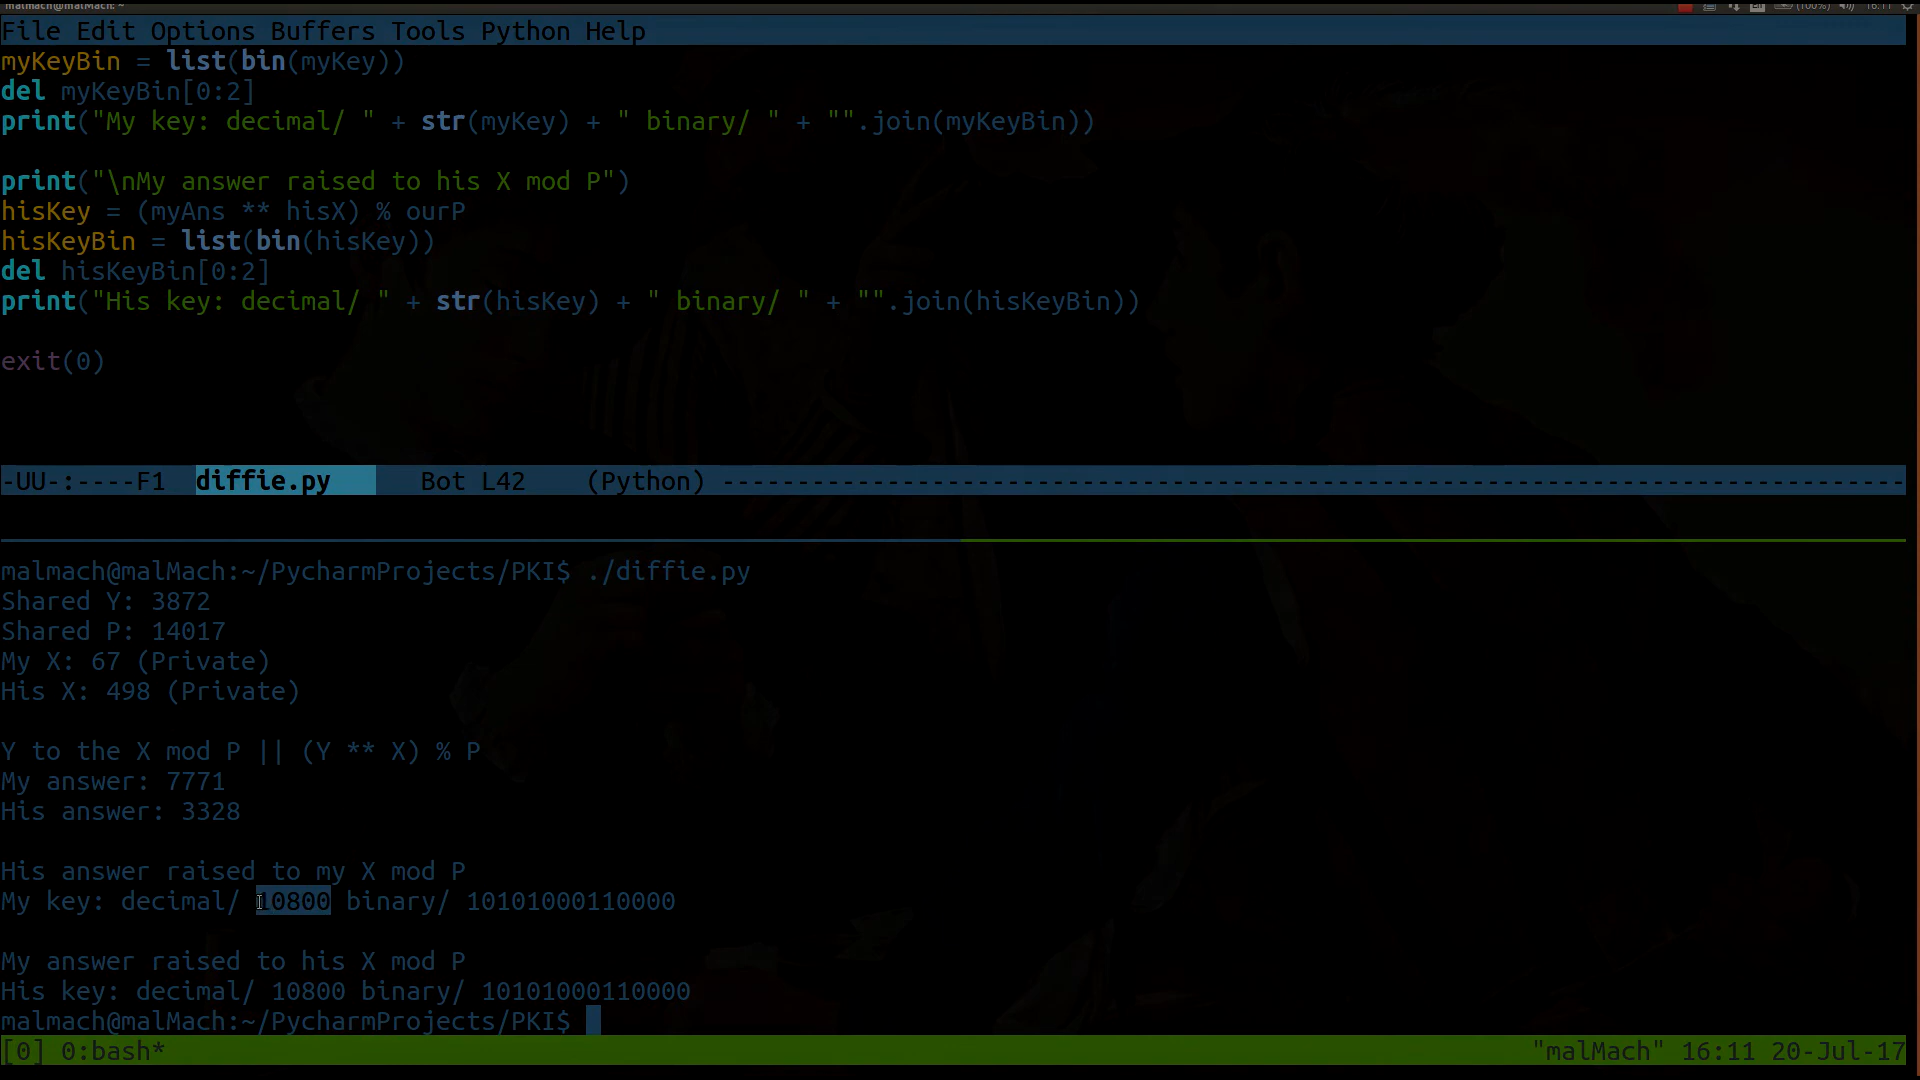 malmach@malMach: ~
(100%) 16:11
File Edit Options Buffers Tools Python Help
myKeyBin = list(bin(myKey))
del myKeyBin[0:2]
print("My key: decimal/ " + str(myKey) + " binary/ " + "".join(myKeyBin))
print("\nMy answer raised to his X mod P")
hisKey = (myAns ** hisX) % ourP
hisKeyBin = list(bin(hisKey))
del hisKeyBin[0:2]
print("His key: decimal/ " + str(hisKey) + " binary/ " + "".join(hisKeyBin))
exit(0)
-UU-:----F1 diffie.py Bot L42 (Python) -------------------------------------------------------------------------------
malmach@malMach:~/PycharmProjects/PKI$ ./diffie.py
Shared Y: 3872
Shared P: 14017
My X: 67 (Private)
His X: 498 (Private)
Y to the X mod P || (Y ** X) % P
My answer: 7771
His answer: 3328
His answer raised to my X mod P
My key: decimal/ 10800 binary/ 10101000110000
My answer raised to his X mod P
His key: decimal/ 10800 binary/ 10101000110000
malmach@malMach:~/PycharmProjects/PKI$
[0] 0:bash* "malMach" 16:11 20-Jul-17